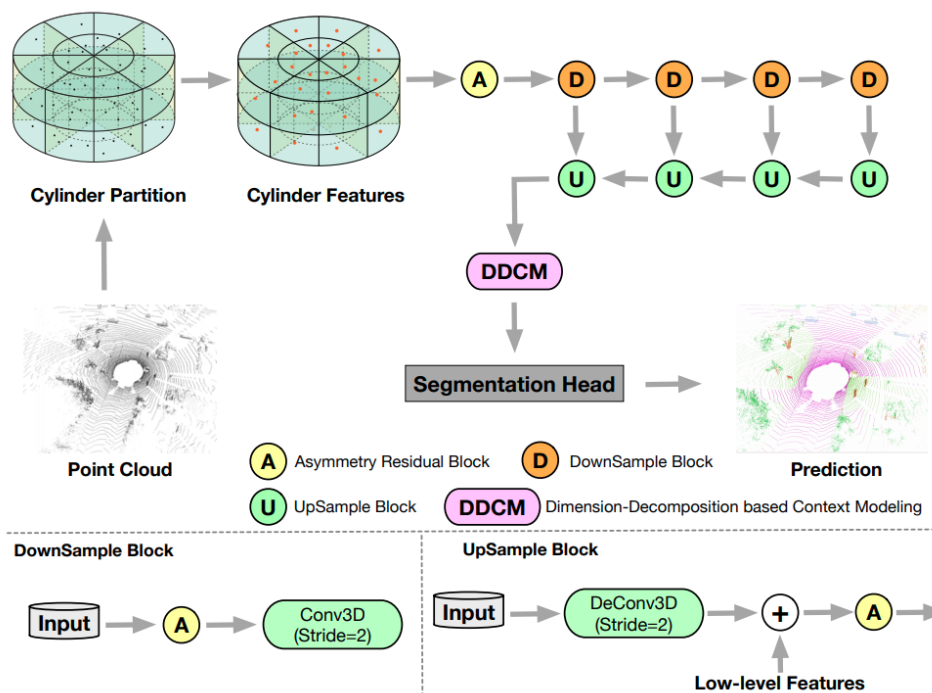 A D D D D
U U U U
Cylinder Partition
Cylinder Features
DDCM
Segmentation Head
Point Cloud
Prediction
A Asymmetry Residual Block
D DownSample Block
U UpSample Block
DDCM Dimension-Decomposition based Context Modeling
DownSample Block
Input
A
Conv3D
(Stride=2)
UpSample Block
Input
DeConv3D
(Stride=2)
+
A
Low-level Features